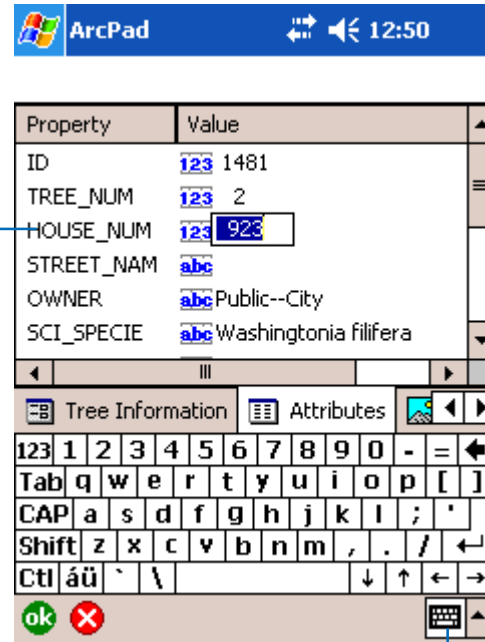 ArcPad 12:50
Property Value
ID 123 1481
TREE_NUM 123 2
HOUSE_NUM 123 923
STREET_NAM abc
OWNER abc Public--City
SCI_SPECIE abc Washingtonia filifera
Tree Information Attributes
123 1 2 3 4 5 6 7 8 9 0 - =
Tab q w e r t y u i o p [ ]
CAP a s d f g h j k l ; '
Shift z x c v b n m , . /
Ctl áü ` \ ↓ ↑ ← →
ok